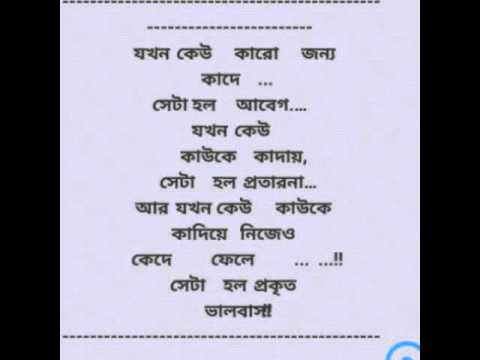 যখন কেউ কারো জন্য
কাদে ...
সেটা হল আবেগ....
যখন কেউ
কাউকে কাদায়,
সেটা হল প্রতারনা...
আর যখন কেউ কাউকে
কাদিয়ে নিজেও
কেদে ফেলে ... ...!!
সেটা হল প্রকৃত
ভালবাসা!!